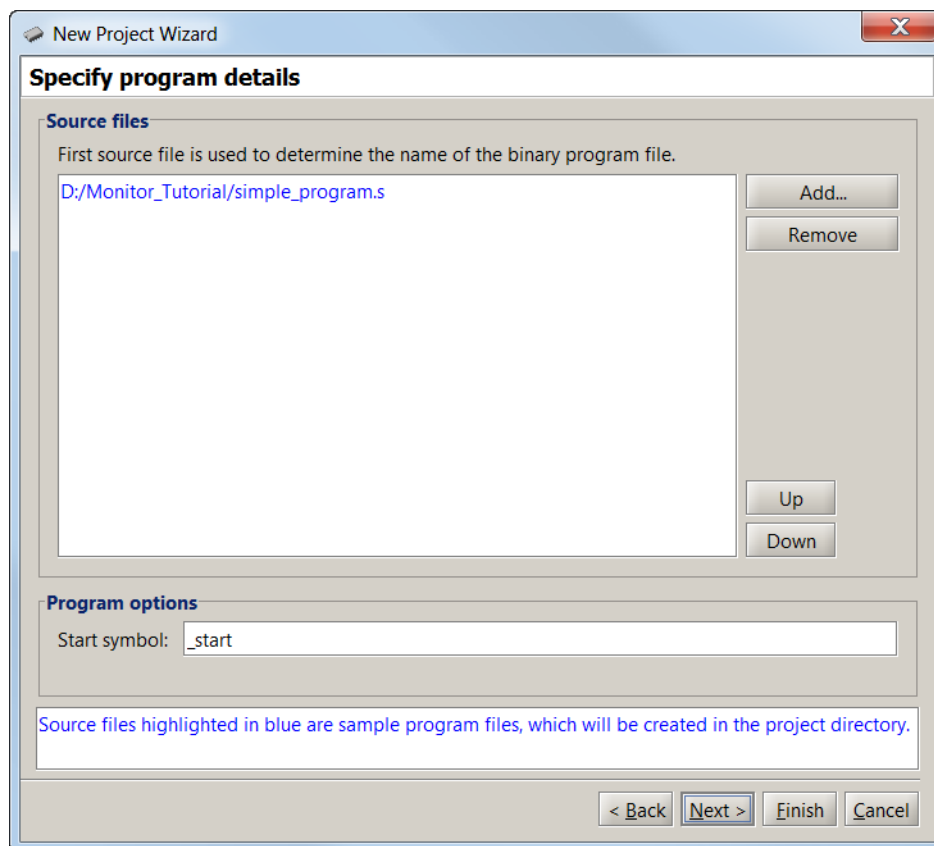 New Project Wizard
Specify program details
Source files
First source file is used to determine the name of the binary program file.
D:/Monitor_Tutorial/simple_program.s
Add...
Remove
Up
Down
Program options
Start symbol: _start
Source files highlighted in blue are sample program files, which will be created in the project directory.
< Back Next > Finish Cancel